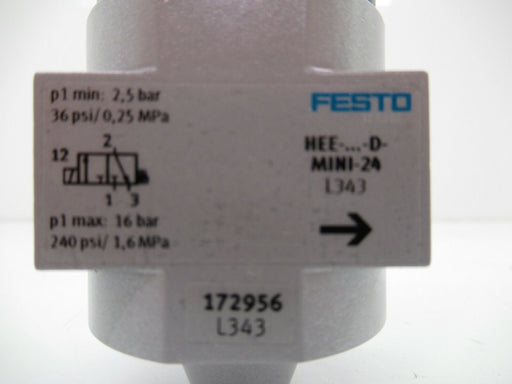 p1 min: 2,5 bar
36 psi/ 0,25 MPa
2
12
1 3
p1 max: 16 bar
240 psi/ 1,6 MPa
FESTO
HEE-...-D-
MINI-24
L343
172956
L343